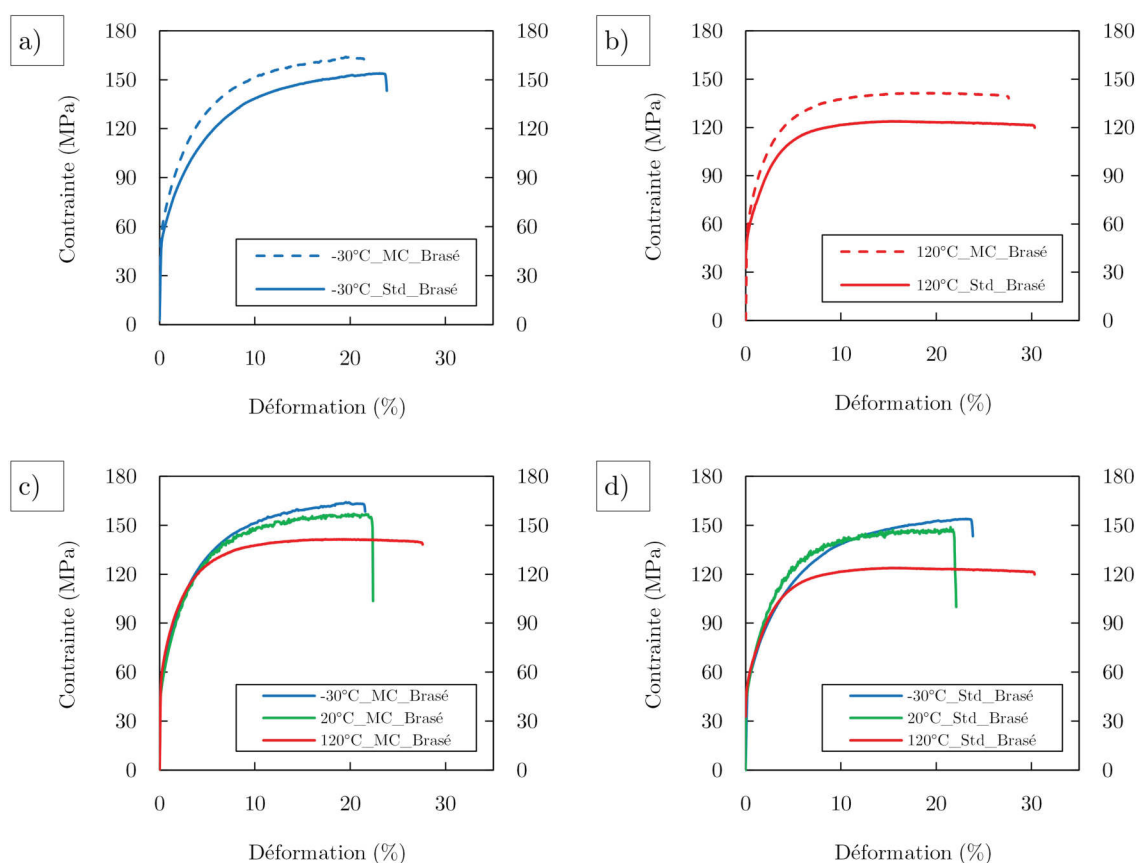 a)
Contrainte (MPa)
180
150
120
90
60
30
0
180
150
120
90
60
30
0
-30°C_MC_Brasé
-30°C_Std_Brasé
0 10 20 30
Déformation (%)
b)
Contrainte (MPa)
180
150
120
90
60
30
0
180
150
120
90
60
30
0
120°C_MC_Brasé
120°C_Std_Brasé
0 10 20 30
Déformation (%)
c)
Contrainte (MPa)
180
150
120
90
60
30
0
180
150
120
90
60
30
0
-30°C_MC_Brasé
20°C_MC_Brasé
120°C_MC_Brasé
0 10 20 30
Déformation (%)
d)
Contrainte (MPa)
180
150
120
90
60
30
0
180
150
120
90
60
30
0
-30°C_Std_Brasé
20°C_Std_Brasé
120°C_Std_Brasé
0 10 20 30
Déformation (%)